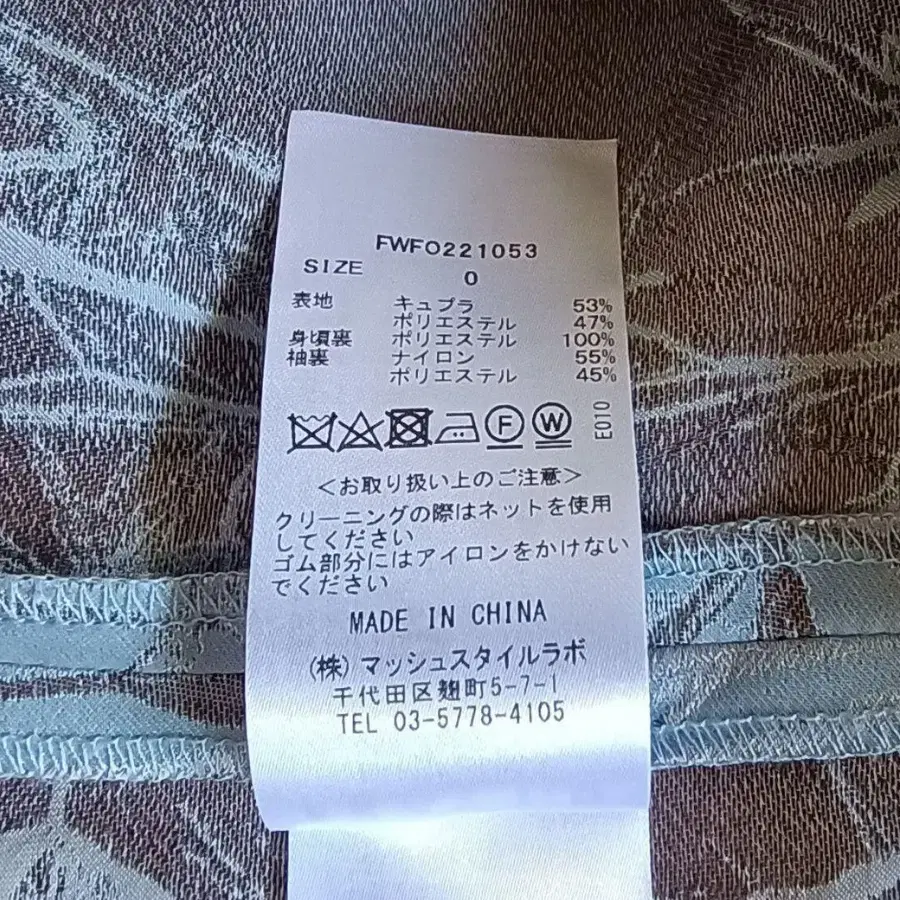 FWFO221053
SIZE 0
表地 キュプラ 53%
ポリエステル 47%
身頃裏 ポリエステル 100%
袖裏 ナイロン 55%
ポリエステル 45%
F W E010
<お取り扱い上のご注意>
クリーニングの際はネットを使用
してください
ゴム部分にはアイロンをかけない
でください
MADE IN CHINA
(株)マッシュスタイルラボ
千代田区麹町5-7-1
TEL 03-5778-4105